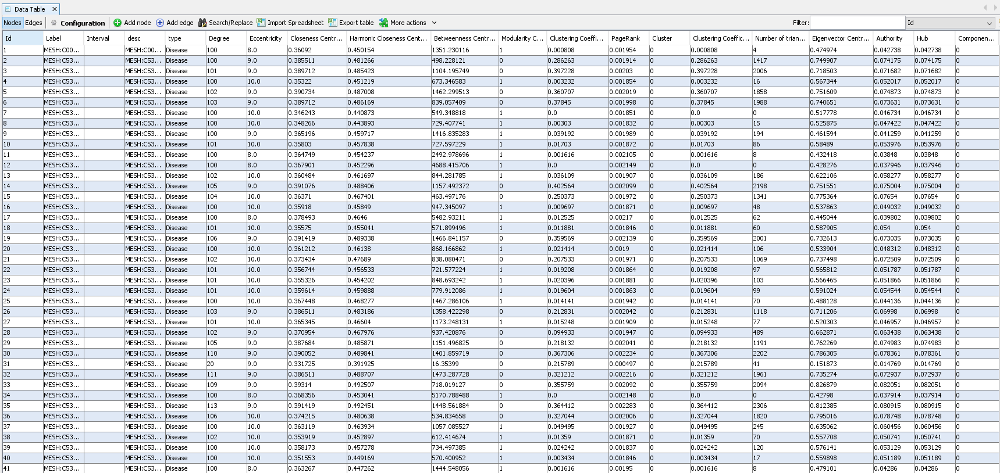 Data Table
Nodes Edges Configuration Add node Add edge Search/Replace Import Spreadsheet Export table More actions Filter: Id
Id Label Interval desc type Degree Eccentricity Closeness Centr... Harmonic Closeness Cent... Betweenness Centr... Modularity C... Clustering Coeffi... PageRank Cluster Clustering Coeffic... Number of trian... Eigenvector Centr... Authority Hub Componen...
1 MESH:C00... MESH:C00... Disease 100 8.0 0.36092 0.450154 1351.230116 1 0.000808 0.001954 0 0.000808 4 0.474974 0.042738 0.042738 0
2 MESH:C53... MESH:C53... Disease 100 9.0 0.385511 0.481266 498.228121 0 0.286263 0.001914 0 0.286263 1417 0.749907 0.074175 0.074175 0
3 MESH:C53... MESH:C53... Disease 101 9.0 0.389712 0.485423 1104.195749 0 0.397228 0.00203 0 0.397228 2006 0.718503 0.071682 0.071682 0
4 MESH:C53... MESH:C53... Disease 100 10.0 0.35322 0.451219 673.346583 1 0.003232 0.001854 0 0.003232 16 0.567344 0.052017 0.052017 0
5 MESH:C53... MESH:C53... Disease 102 9.0 0.390734 0.487008 1462.299513 0 0.360707 0.002019 0 0.360707 1858 0.751609 0.074873 0.074873 0
6 MESH:C53... MESH:C53... Disease 103 9.0 0.389712 0.486169 839.057409 0 0.37845 0.001998 0 0.37845 1988 0.740651 0.073631 0.073631 0
7 MESH:C53... MESH:C53... Disease 100 10.0 0.346243 0.440873 549.348818 1 0.0 0.001851 0 0.0 0 0.517778 0.046734 0.046734 0
8 MESH:C53... MESH:C53... Disease 100 10.0 0.348266 0.443893 729.407741 1 0.00303 0.001832 0 0.00303 15 0.525875 0.047422 0.047422 0
9 MESH:C53... MESH:C53... Disease 100 9.0 0.365196 0.459717 1416.835283 1 0.039192 0.001989 0 0.039192 194 0.461594 0.041259 0.041259 0
10 MESH:C53... MESH:C53... Disease 101 10.0 0.35803 0.457838 727.597229 1 0.01703 0.001872 0 0.01703 86 0.58489 0.053976 0.053976 0
11 MESH:C53... MESH:C53... Disease 100 8.0 0.364749 0.454237 2492.978696 1 0.001616 0.002105 0 0.001616 8 0.432418 0.03848 0.03848 0
12 MESH:C53... MESH:C53... Disease 100 8.0 0.367901 0.452296 4688.415706 1 0.0 0.002149 0 0.0 0 0.428276 0.037946 0.037946 0
13 MESH:C53... MESH:C53... Disease 102 10.0 0.360484 0.461697 844.281785 1 0.036109 0.001907 0 0.036109 186 0.622106 0.058277 0.058277 0
14 MESH:C53... MESH:C53... Disease 105 9.0 0.391076 0.488406 1157.492372 0 0.402564 0.002099 0 0.402564 2198 0.751551 0.075004 0.075004 0
15 MESH:C53... MESH:C53... Disease 104 10.0 0.36371 0.467401 463.497176 0 0.250373 0.001972 0 0.250373 1341 0.775364 0.07654 0.07654 0
16 MESH:C53... MESH:C53... Disease 100 10.0 0.35918 0.45849 947.345097 1 0.009697 0.001871 0 0.009697 48 0.537863 0.049032 0.049032 0
17 MESH:C53... MESH:C53... Disease 100 8.0 0.378493 0.4646 5482.93211 1 0.012525 0.00217 0 0.012525 62 0.445044 0.039802 0.039802 0
18 MESH:C53... MESH:C53... Disease 101 10.0 0.35575 0.455041 571.899496 1 0.011881 0.001846 0 0.011881 60 0.587905 0.054 0.054 0
19 MESH:C53... MESH:C53... Disease 106 9.0 0.391419 0.489338 1466.841157 0 0.359569 0.002139 0 0.359569 2001 0.732613 0.073035 0.073035 0
20 MESH:C53... MESH:C53... Disease 100 10.0 0.361212 0.46138 868.166862 1 0.021414 0.0019 0 0.021414 106 0.533904 0.048312 0.048312 0
21 MESH:C53... MESH:C53... Disease 102 10.0 0.373434 0.47689 838.080471 0 0.207533 0.001971 0 0.207533 1069 0.737498 0.072509 0.072509 0
22 MESH:C53... MESH:C53... Disease 101 10.0 0.356744 0.456533 721.577224 1 0.019208 0.001864 0 0.019208 97 0.565812 0.051787 0.051787 0
23 MESH:C53... MESH:C53... Disease 101 10.0 0.355326 0.454202 848.693242 1 0.020396 0.001881 0 0.020396 103 0.566465 0.051866 0.051866 0
24 MESH:C53... MESH:C53... Disease 101 10.0 0.359614 0.459888 779.912086 1 0.019604 0.001863 0 0.019604 99 0.591024 0.054544 0.054544 0
25 MESH:C53... MESH:C53... Disease 100 10.0 0.367448 0.468277 1467.286106 1 0.014141 0.001942 0 0.014141 70 0.488128 0.044136 0.044136 0
26 MESH:C53... MESH:C53... Disease 103 9.0 0.386511 0.483186 1358.422298 0 0.212831 0.002042 0 0.212831 1118 0.711206 0.06998 0.06998 0
27 MESH:C53... MESH:C53... Disease 101 10.0 0.365345 0.46604 1173.248131 1 0.015248 0.001909 0 0.015248 77 0.520303 0.046957 0.046957 0
28 MESH:C53... MESH:C53... Disease 102 9.0 0.370954 0.467976 937.420876 0 0.094933 0.001947 0 0.094933 489 0.662871 0.063438 0.063438 0
29 MESH:C53... MESH:C53... Disease 105 9.0 0.387684 0.485871 1151.496825 0 0.218132 0.002041 0 0.218132 1191 0.762269 0.074983 0.074983 0
30 MESH:C53... MESH:C53... Disease 110 9.0 0.390052 0.489841 1401.859719 0 0.367306 0.002234 0 0.367306 2202 0.786305 0.078361 0.078361 0
31 MESH:C53... MESH:C53... Disease 20 9.0 0.331725 0.391925 16.35399 0 0.215789 0.000497 0 0.215789 41 0.151873 0.014769 0.014769 0
32 MESH:C53... MESH:C53... Disease 111 9.0 0.386511 0.488707 1473.287728 0 0.321212 0.002216 0 0.321212 1961 0.735274 0.072937 0.072937 0
33 MESH:C53... MESH:C53... Disease 109 9.0 0.39314 0.492507 718.019127 0 0.355759 0.002092 0 0.355759 2094 0.826879 0.082051 0.082051 0
34 MESH:C53... MESH:C53... Disease 100 8.0 0.368356 0.453041 5170.788488 1 0.0 0.002148 0 0.0 0 0.42798 0.037914 0.037914 0
35 MESH:C53... MESH:C53... Disease 113 9.0 0.391419 0.492451 1448.561884 0 0.364412 0.002283 0 0.364412 2306 0.812385 0.080915 0.080915 0
36 MESH:C53... MESH:C53... Disease 106 10.0 0.374215 0.480638 534.834658 0 0.327044 0.002006 0 0.327044 1820 0.795016 0.078748 0.078748 0
37 MESH:C53... MESH:C53... Disease 100 10.0 0.363119 0.463934 1057.085527 1 0.049495 0.001927 0 0.049495 245 0.635062 0.060456 0.060456 0
38 MESH:C53... MESH:C53... Disease 102 10.0 0.353919 0.452897 612.414674 1 0.01359 0.001871 0 0.01359 70 0.557708 0.050741 0.050741 0
39 MESH:C53... MESH:C53... Disease 100 10.0 0.358173 0.457278 734.497385 1 0.024242 0.001837 0 0.024242 120 0.576141 0.053129 0.053129 0
40 MESH:C53... MESH:C53... Disease 100 10.0 0.351553 0.449169 570.400952 1 0.003434 0.001846 0 0.003434 17 0.559898 0.051189 0.051189 0
41 MESH:C53... MESH:C53... Disease 100 8.0 0.363267 0.447262 1444.548056 1 0.001616 0.00195 0 0.001616 8 0.479101 0.04286 0.04286 0